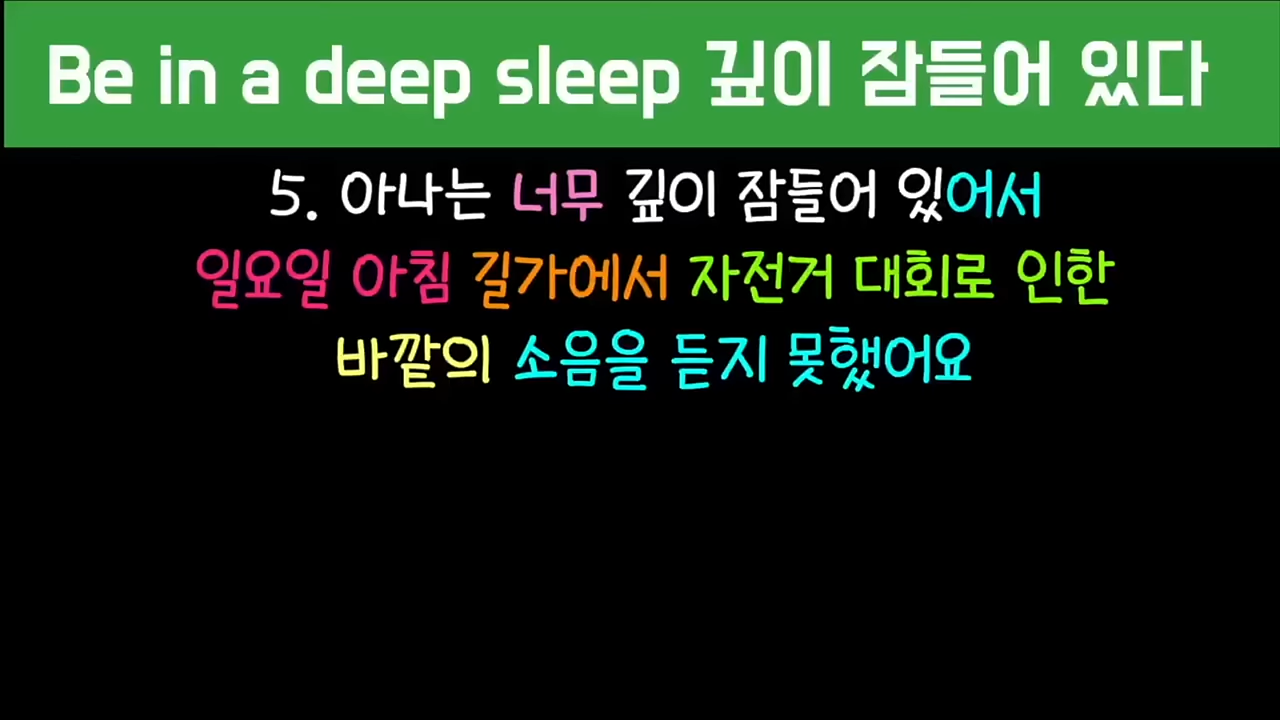 Be in a deep sleep 깊이 잠들어 있다
5. 아나는 너무 깊이 잠들어 있어서
일요일 아침 길가에서 자전거 대회로 인한
바깥의 소음을 듣지 못했어요